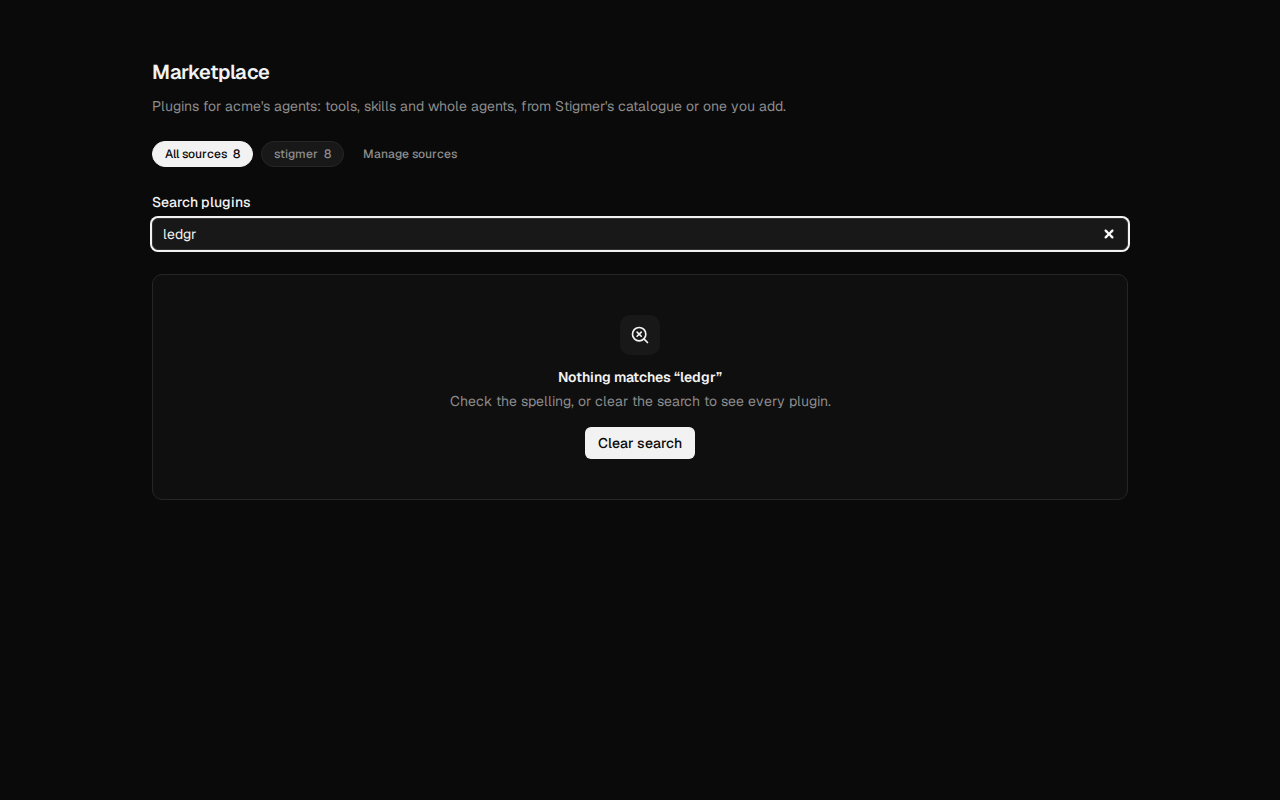 Marketplace
Plugins for acme's agents: tools, skills and whole agents, from Stigmer's catalogue or one you add.
All sources 8 stigmer 8 Manage sources
Search plugins
ledgr
Nothing matches “ledgr”
Check the spelling, or clear the search to see every plugin.
Clear search